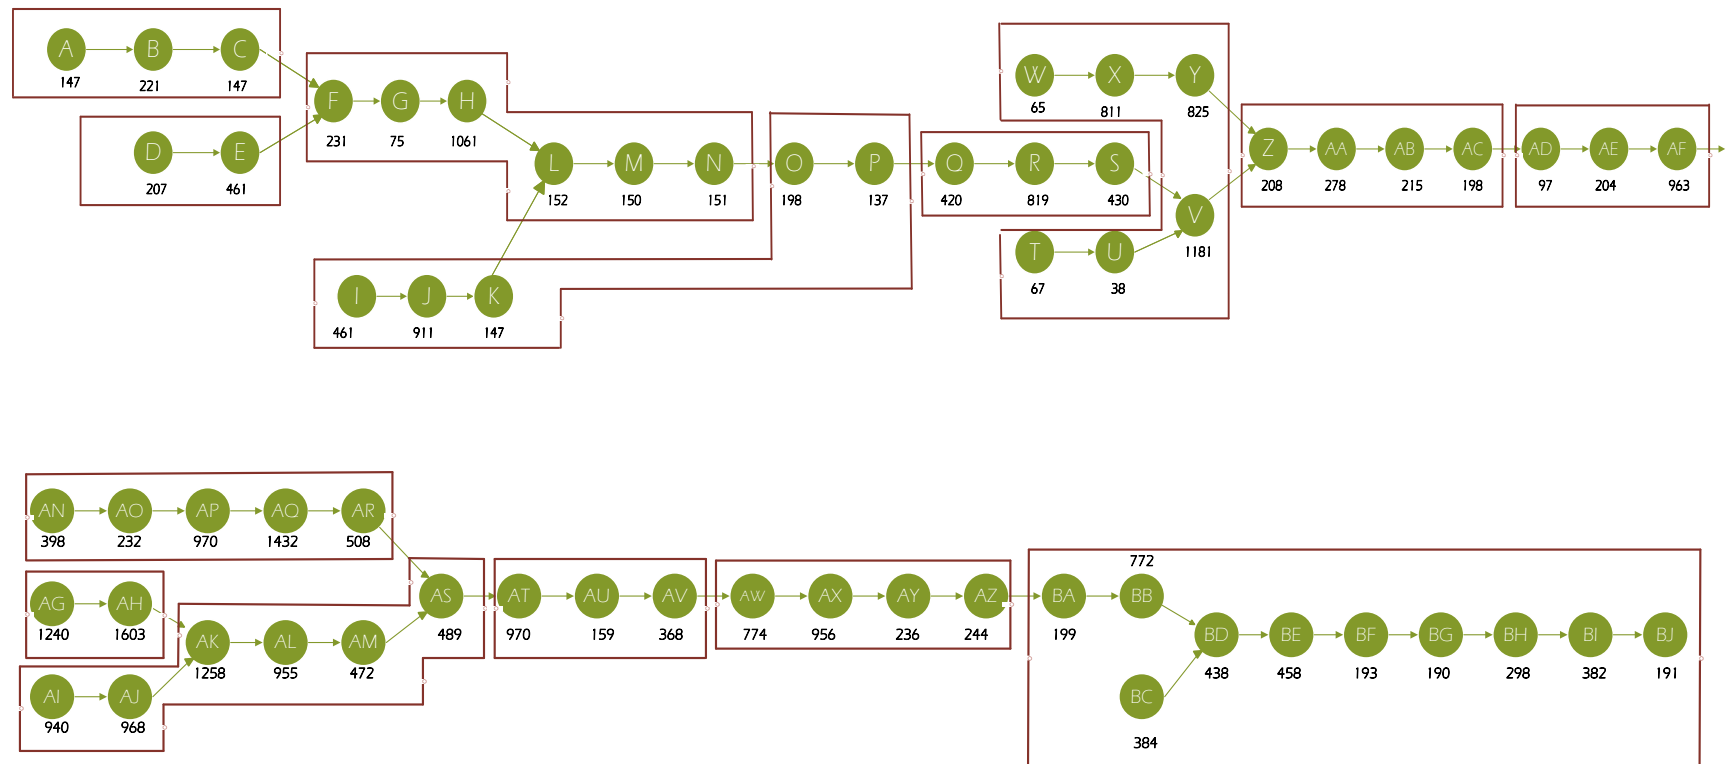 A B C
147 221 147
D E
207 461
F G H
231 75 1061
I J K
461 911 147
L M N
152 150 151
O P
198 137
Q R S
420 819 430
W X Y
65 811 825
T U
67 38
V
1181
Z AA AB AC
208 278 215 198
AD AE AF
97 204 963
AN AO AP AQ AR
398 232 970 1432 508
AG AH
1240 1603
AI AJ
940 968
AK AL AM
1258 955 472
AS
489
AT AU AV
970 159 368
AW AX AY AZ
774 956 236 244
772
BA BB
199
BC
384
BD BE BF BG BH BI BJ
438 458 193 190 298 382 191